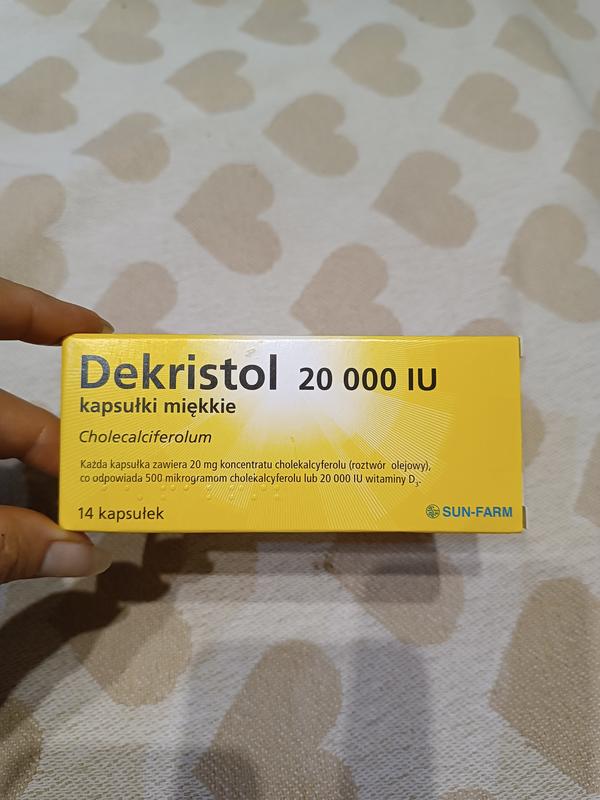 Dekristol 20 000 IU
kapsułki miękkie
Cholecalciferolum
Każda kapsułka zawiera 20 mg koncentratu cholekalcyferolu (roztwór olejowy),
co odpowiada 500 mikrogramom cholekalcyferolu lub 20 000 IU witaminy D₃.
14 kapsułek
SUN-FARM